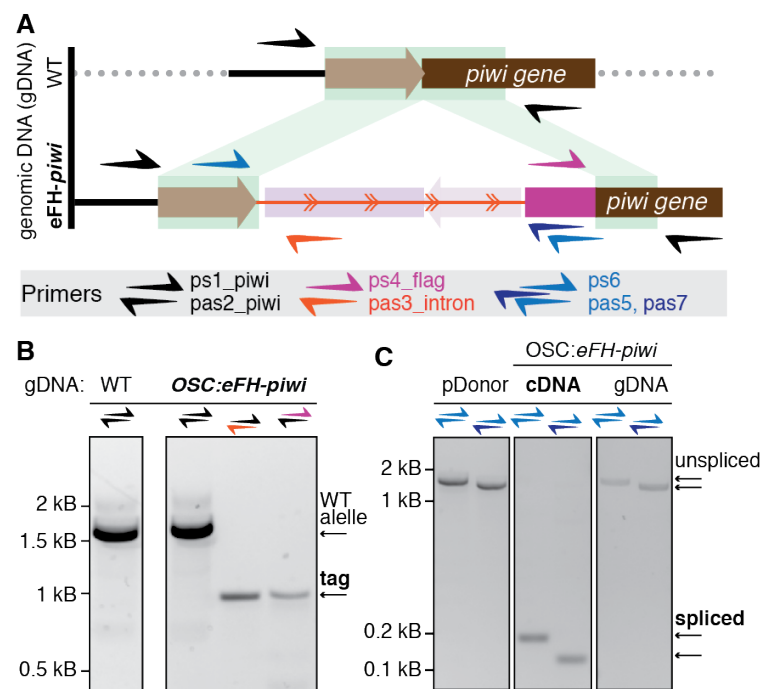 A
genomic DNA (gDNA)
WT
eFH-piwi
piwi gene
piwi gene
Primers
ps1_piwi
ps4_flag
ps6
pas2_piwi
pas3_intron
pas5, pas7
B
gDNA:
WT
OSC:eFH-piwi
2 kB
1.5 kB
1 kB
0.5 kB
WT
alelle
tag
C
OSC:eFH-piwi
pDonor
cDNA
gDNA
2 kB
1 kB
0.2 kB
0.1 kB
unspliced
spliced